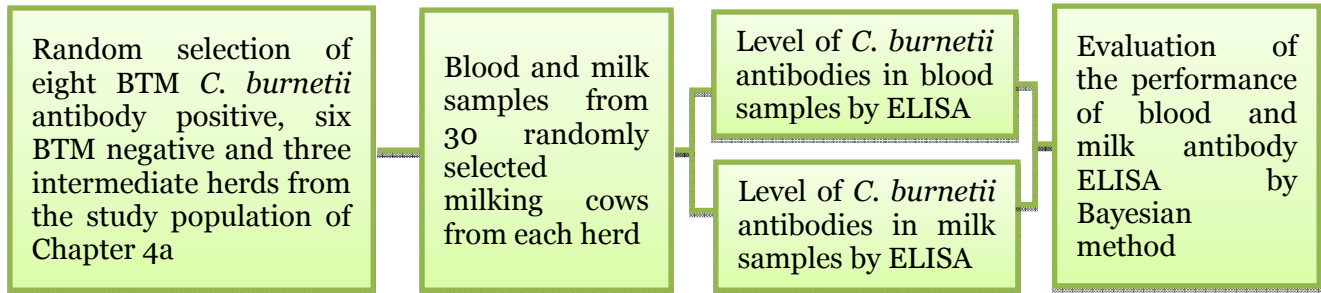 Random selection of
eight BTM C. burnetii
antibody positive, six
BTM negative and three
intermediate herds from
the study population of
Chapter 4a
Blood and milk
samples from
30 randomly
selected
milking cows
from each herd
Level of C. burnetii
antibodies in blood
samples by ELISA
Level of C. burnetii
antibodies in milk
samples by ELISA
Evaluation of
the performance
of blood and
milk antibody
ELISA by
Bayesian
method